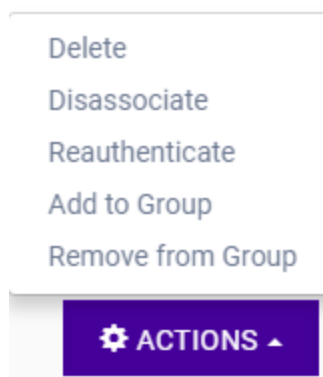 Delete
Disassociate
Reauthenticate
Add to Group
Remove from Group
ACTIONS